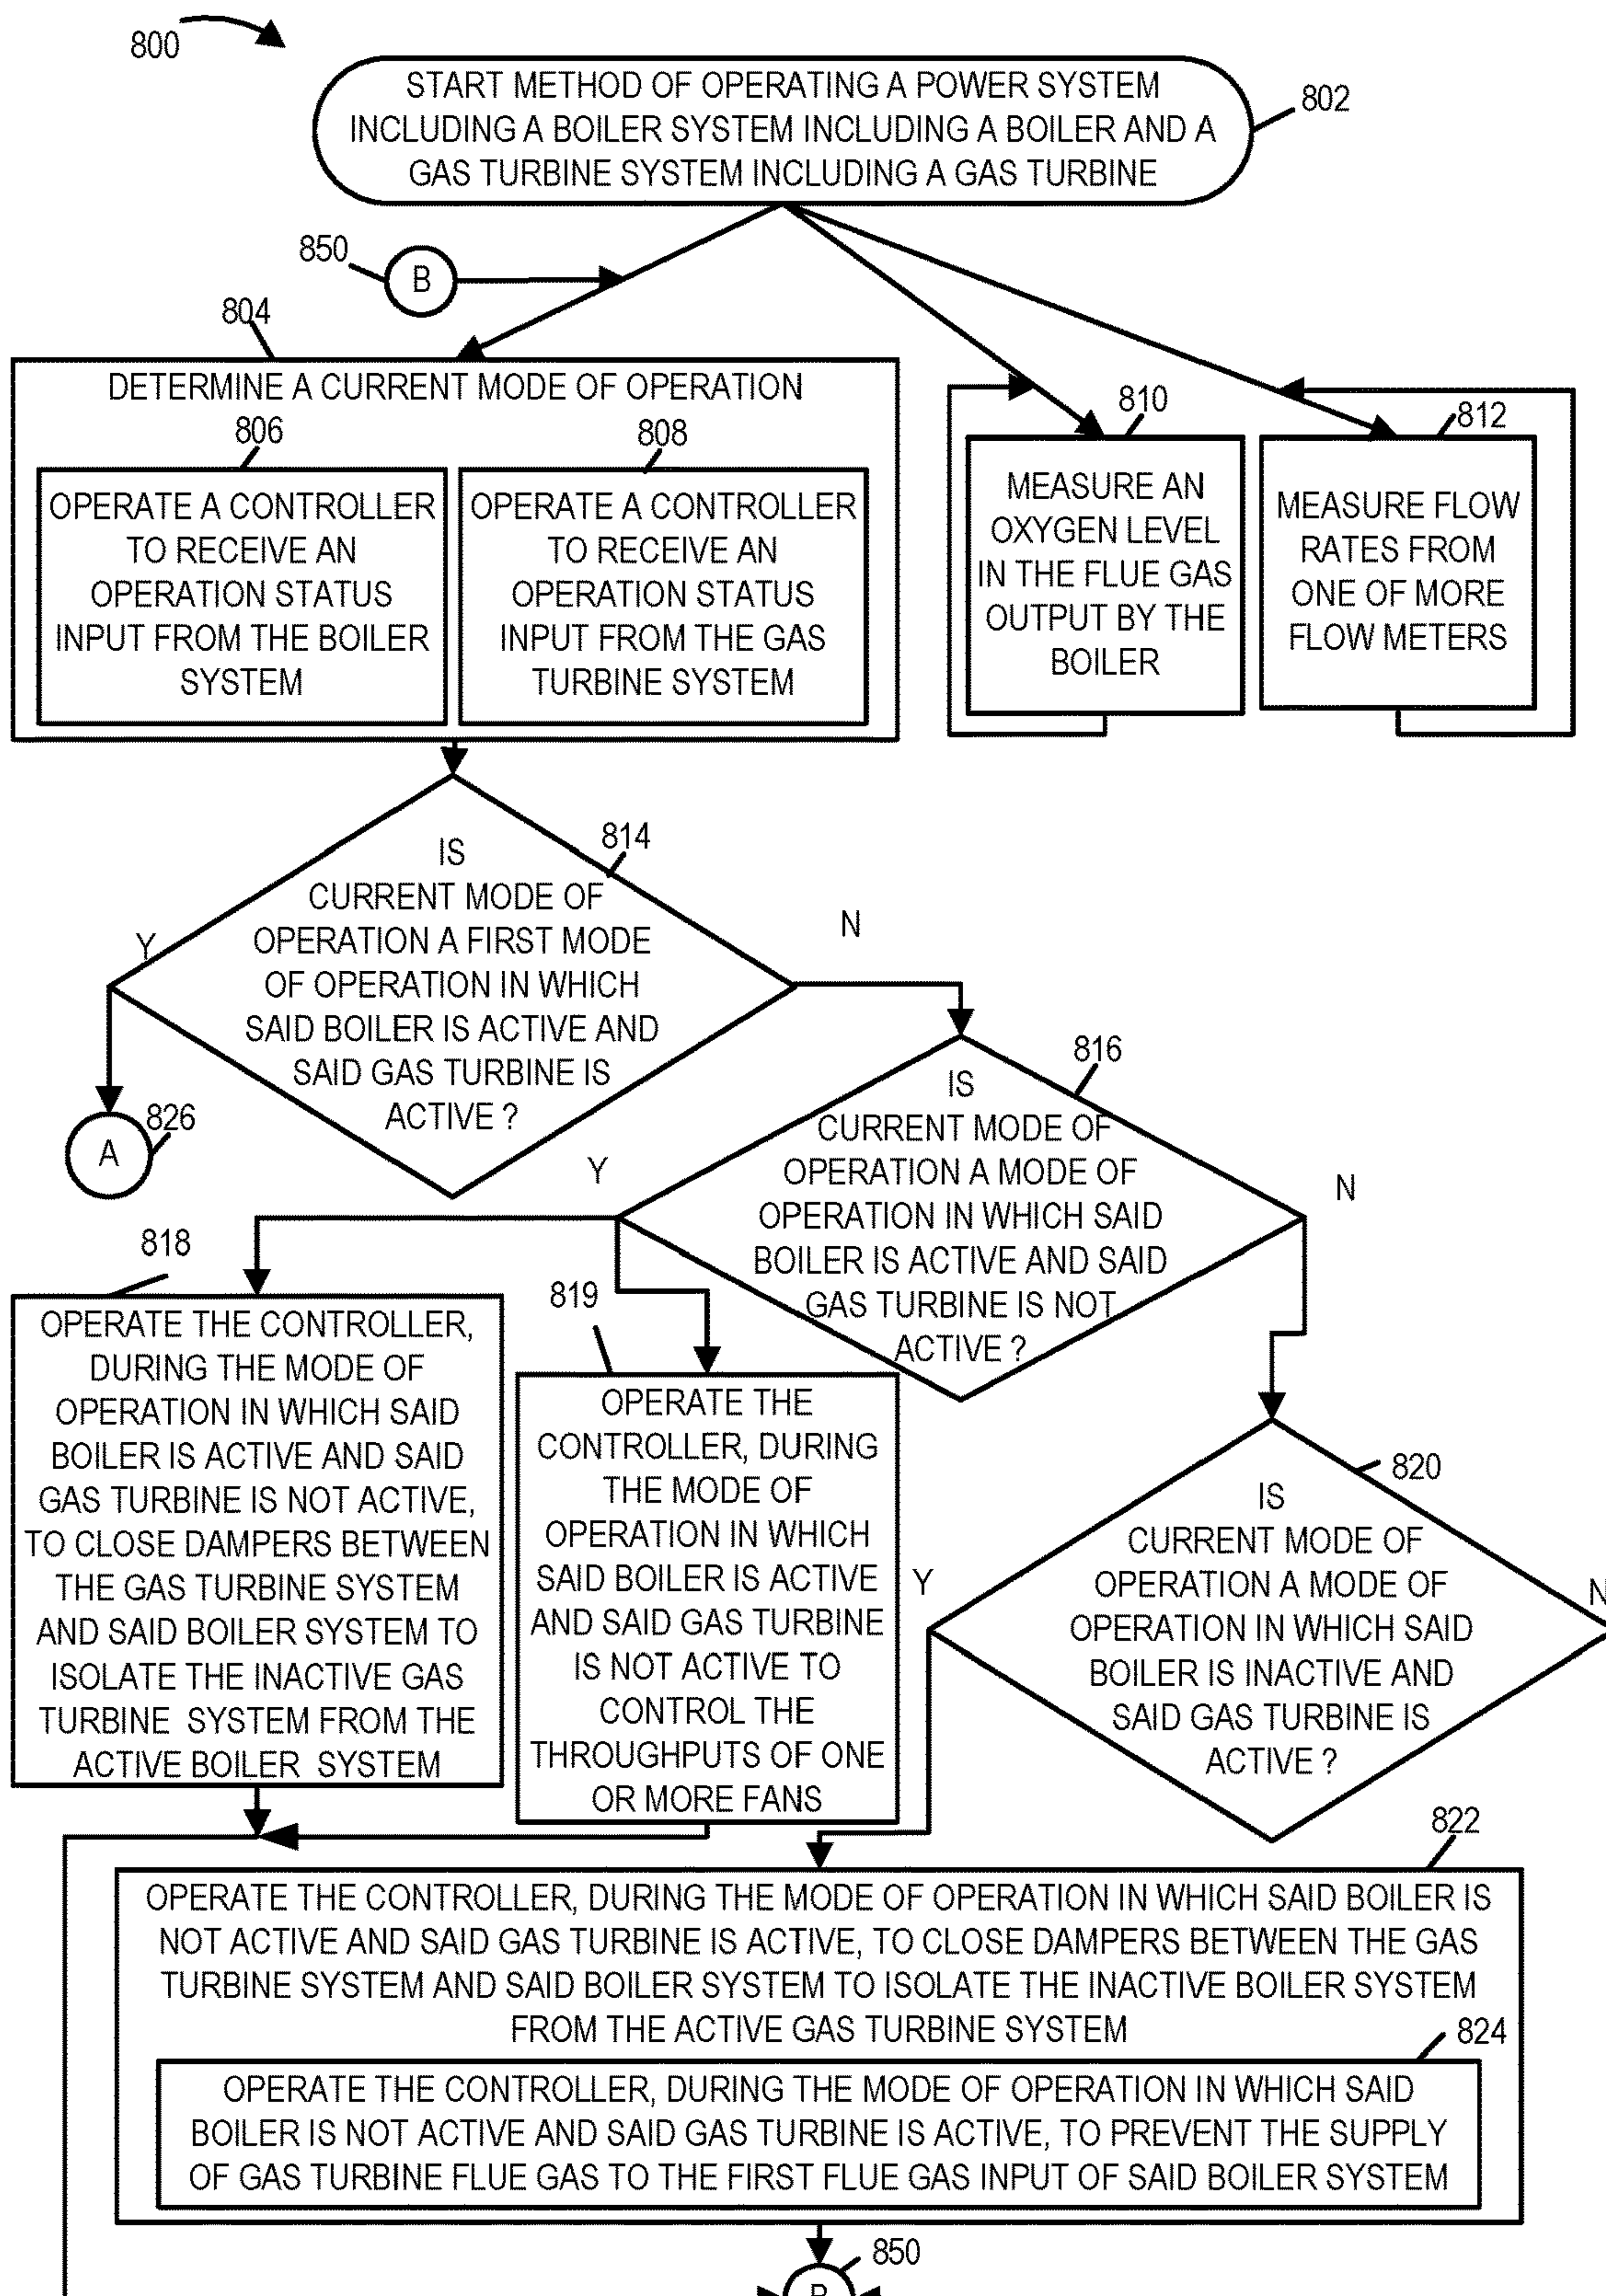 800
START METHOD OF OPERATING A POWER SYSTEM
INCLUDING A BOILER SYSTEM INCLUDING A BOILER AND A
GAS TURBINE SYSTEM INCLUDING A GAS TURBINE
802
850
B
804
DETERMINE A CURRENT MODE OF OPERATION
806
OPERATE A CONTROLLER
TO RECEIVE AN
OPERATION STATUS
INPUT FROM THE BOILER
SYSTEM
808
OPERATE A CONTROLLER
TO RECEIVE AN
OPERATION STATUS
INPUT FROM THE GAS
TURBINE SYSTEM
810
MEASURE AN
OXYGEN LEVEL
IN THE FLUE GAS
OUTPUT BY THE
BOILER
812
MEASURE FLOW
RATES FROM
ONE OF MORE
FLOW METERS
814
IS
CURRENT MODE OF
OPERATION A FIRST MODE
OF OPERATION IN WHICH
SAID BOILER IS ACTIVE AND
SAID GAS TURBINE IS
ACTIVE ?
Y
N
826
A
816
IS
CURRENT MODE OF
OPERATION A MODE OF
OPERATION IN WHICH SAID
BOILER IS ACTIVE AND SAID
GAS TURBINE IS NOT
ACTIVE ?
Y
N
818
OPERATE THE CONTROLLER,
DURING THE MODE OF
OPERATION IN WHICH SAID
BOILER IS ACTIVE AND SAID
GAS TURBINE IS NOT ACTIVE,
TO CLOSE DAMPERS BETWEEN
THE GAS TURBINE SYSTEM
AND SAID BOILER SYSTEM TO
ISOLATE THE INACTIVE GAS
TURBINE SYSTEM FROM THE
ACTIVE BOILER SYSTEM
819
OPERATE THE
CONTROLLER, DURING
THE MODE OF
OPERATION IN WHICH
SAID BOILER IS ACTIVE
AND SAID GAS TURBINE
IS NOT ACTIVE TO
CONTROL THE
THROUGHPUTS OF ONE
OR MORE FANS
820
IS
CURRENT MODE OF
OPERATION A MODE OF
OPERATION IN WHICH SAID
BOILER IS INACTIVE AND
SAID GAS TURBINE IS
ACTIVE ?
Y
N
822
OPERATE THE CONTROLLER, DURING THE MODE OF OPERATION IN WHICH SAID BOILER IS
NOT ACTIVE AND SAID GAS TURBINE IS ACTIVE, TO CLOSE DAMPERS BETWEEN THE GAS
TURBINE SYSTEM AND SAID BOILER SYSTEM TO ISOLATE THE INACTIVE BOILER SYSTEM
FROM THE ACTIVE GAS TURBINE SYSTEM
824
OPERATE THE CONTROLLER, DURING THE MODE OF OPERATION IN WHICH SAID
BOILER IS NOT ACTIVE AND SAID GAS TURBINE IS ACTIVE, TO PREVENT THE SUPPLY
OF GAS TURBINE FLUE GAS TO THE FIRST FLUE GAS INPUT OF SAID BOILER SYSTEM
850